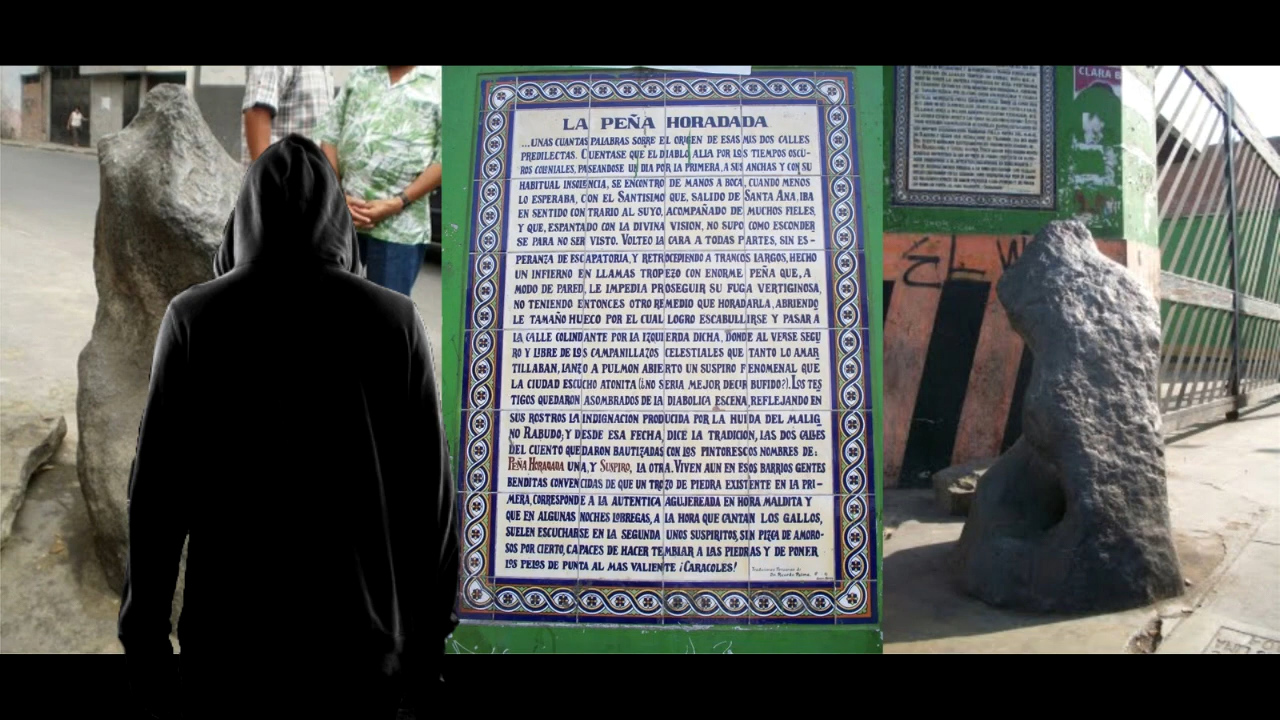 LA PEÑA HORADADA
...UNAS CUANTAS PALABRAS SOBRE EL ORIGEN DE ESAS MIS DOS CALLES
PREDILECTAS. CUENTASE QUE EL DIABLO, ALIA POR LOS TIEMPOS OSCU-
ROS COLNIALES, PASEANDOSE UN DIA POR LA PRIMERA, A SUS ANCHAS Y CON SU
HABITUAL INSOLENCIA, SE ENCONTRO DE MANOS A BOCA, CUANDO MENOS
LO ESPERABA, CON EL SANTISIMO QUE, SALIDO DE SANTA ANA, IBA
EN SENTIDO CONTRARIO AL SUYO, ACOMPAÑADO DE MUCHOS FIELES,
Y QUE, ESPANTADO CON LA DIVINA VISION, NO SUPO COMO ESCONDER
SE PARA NO SER VISTO. VOLTEO LA CARA A TODAS PARTES, SIN ES-
PERANZA DE ESCAPATORIA, Y RETROCEDIENDO A TRANCOS LARGOS, HECHO
UN INFIERNO EN LLAMAS TROPEZO CON ENORME PEÑA QUE, A
MODO DE PARED, LE IMPEDIA PROSEGUIR SU FUGA VERTIGINOSA,
NO TENIENDO ENTONCES OTRO REMEDIO QUE HORADARLA, ABRIENDO
LE TAMAÑO HUECO POR EL CUAL LOGRO ESCABULLIRSE Y PASAR A
LA CALLE COLINDANTE POR LA IZQUIERDA DICHA, DONDE AL VERSE SEGU
RO Y LIBRE DE LOS CAMPANILLAZOS CELESTIALES QUE TANTO LO AMAR
TILLABAN, LANZO A PULMON ABIERTO UN SUSPIRO FENOMENAL QUE
LA CIUDAD ESCUCHO ATONITA (¿NO SERIA MEJOR DECIR BUFIDO?). LOS TES
TIGOS QUEDARON ASOMBRADOS DE LA DIABOLICA ESCENA, REFLEJANDO EN
SUS ROSTROS LA INDIGNACION PRODUCIDA POR LA HUIDA DEL MALIG
NO RABUDO; Y DESDE ESA FECHA, DICE LA TRADICION, LAS DOS CALLES
DEL CUENTO QUEDARON BAUTIZADAS CON LOS PINTORESCOS NOMBRES DE:
PEÑA HORADADA UNA, Y SUSPIRO, LA OTRA. VIVEN AUN EN ESOS BARRIOS GENTES
BENDITAS CONVENCIDAS DE QUE UN TROZO DE PIEDRA EXISTENTE EN LA PRI-
MERA, CORRESPONDE A LA AUTENTICA AGUJEREADA EN HORA MALDITA Y
QUE EN ALGUNAS NOCHES LOBREGAS, A LA HORA QUE CANTAN LOS GALLOS,
SUELEN ESCUCHARSE EN LA SEGUNDA UNOS SUSPIRITOS, SIN PIZCA DE AMORO-
SOS POR CIERTO, CAPACES DE HACER TEMBLAR A LAS PIEDRAS Y DE PONER
LOS PELOS DE PUNTA AL MAS VALIENTE ¡CARACOLES!
Tradiciones Peruanas de
Dn. Ricardo Palma
CLARA B
EL